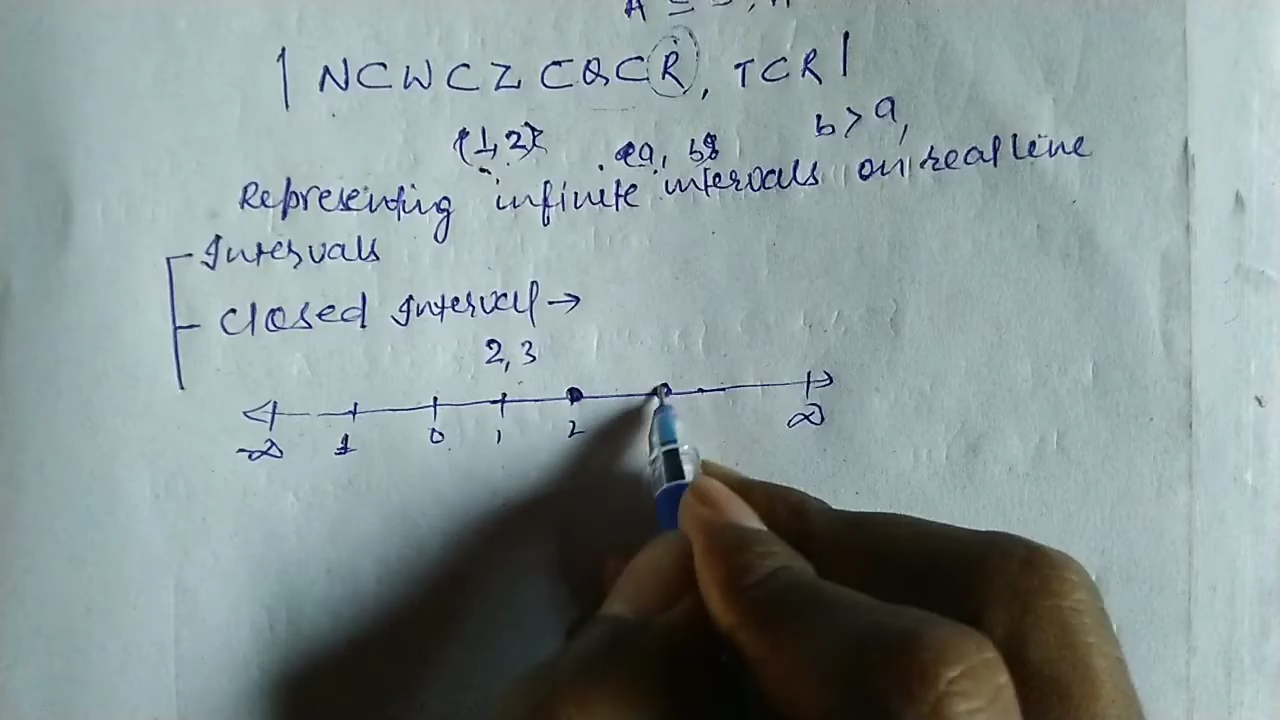 | N C W C Z C Q C R, T C R |
{1, 2} {a, b} b > a,
Representing infinite intervals on real line
Intervals
closed Interval →
2, 3
-∞ 1 0 1 2 ∞